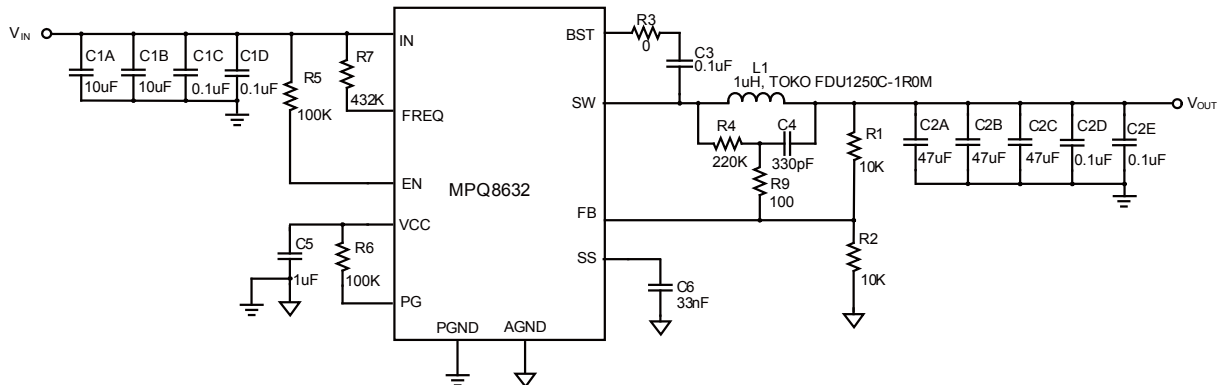 V IN
C1A
10uF
C1B
10uF
C1C
0.1uF
C1D
0.1uF
R5
100K
R7
432K
IN
FREQ
EN
VCC
PG
C5
1uF
R6
100K
MPQ8632
PGND
AGND
BST
SW
FB
SS
R3
0
C3
0.1uF
L1
1uH, TOKO FDU1250C-1R0M
R4
220K
C4
330pF
R9
100
R1
10K
R2
10K
C6
33nF
C2A
47uF
C2B
47uF
C2C
47uF
C2D
0.1uF
C2E
0.1uF
VOUT